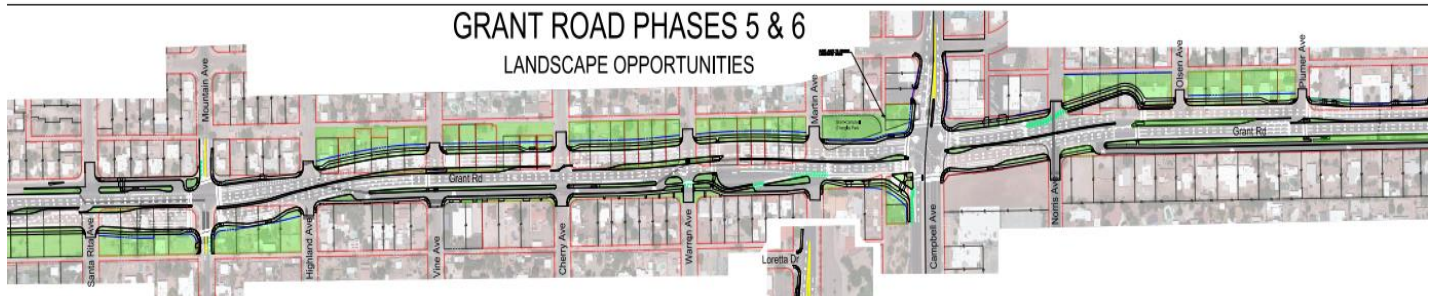 GRANT ROAD PHASES 5 & 6
LANDSCAPE OPPORTUNITIES
Mountain Ave
Martin Ave
Olsen Ave
Plumer Ave
Grant Rd
Grant Rd
Santa Rita Ave
Highland Ave
Vine Ave
Cherry Ave
Warren Ave
Loretta Dr
Campbell Ave
Norris Ave